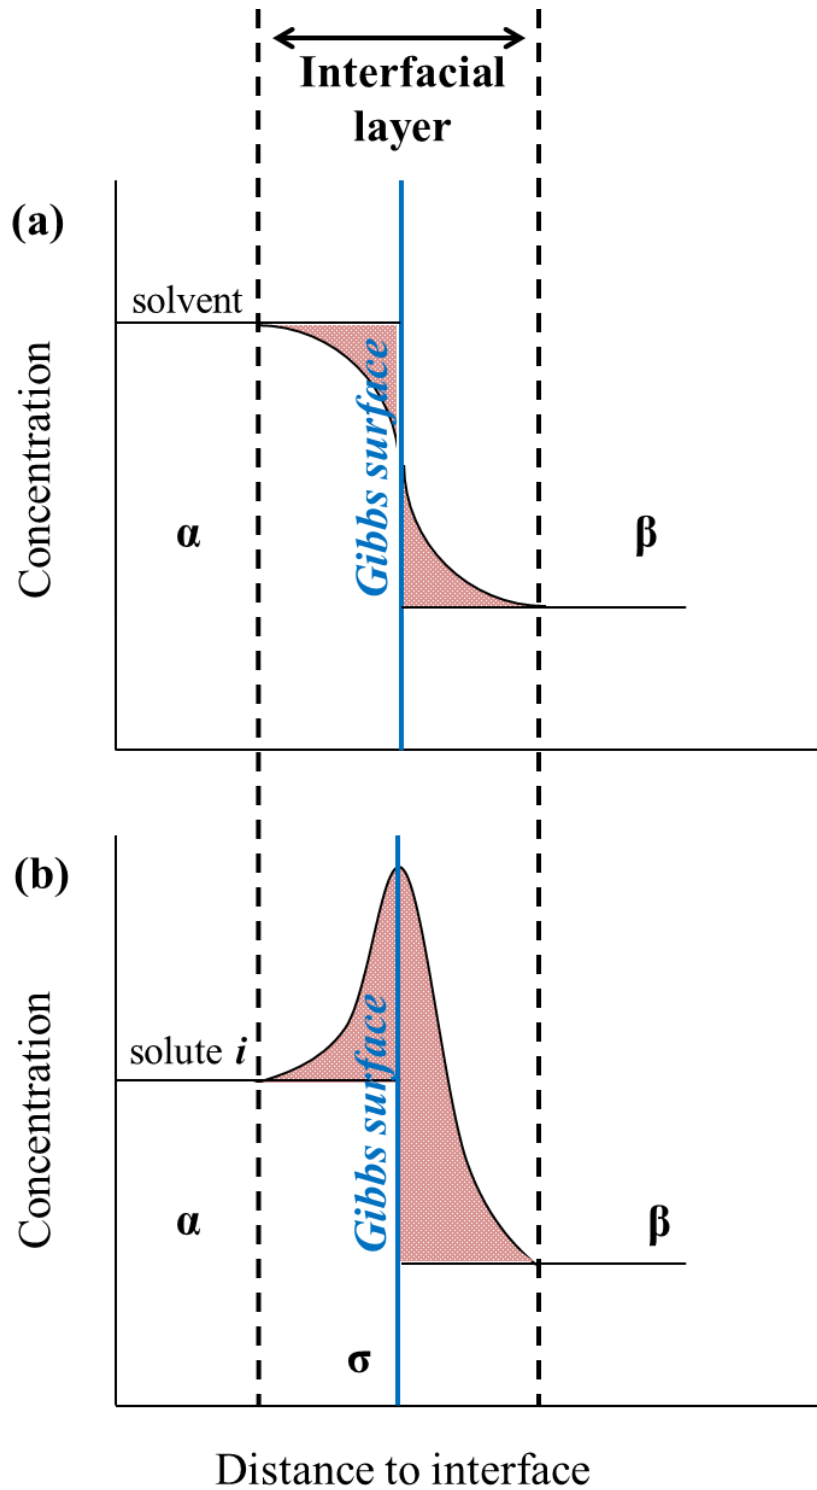 Interfacial
layer
(a)
solvent
Concentration
Gibbs surface
α
β
(b)
solute i
Concentration
Gibbs surface
α
β
σ
Distance to interface